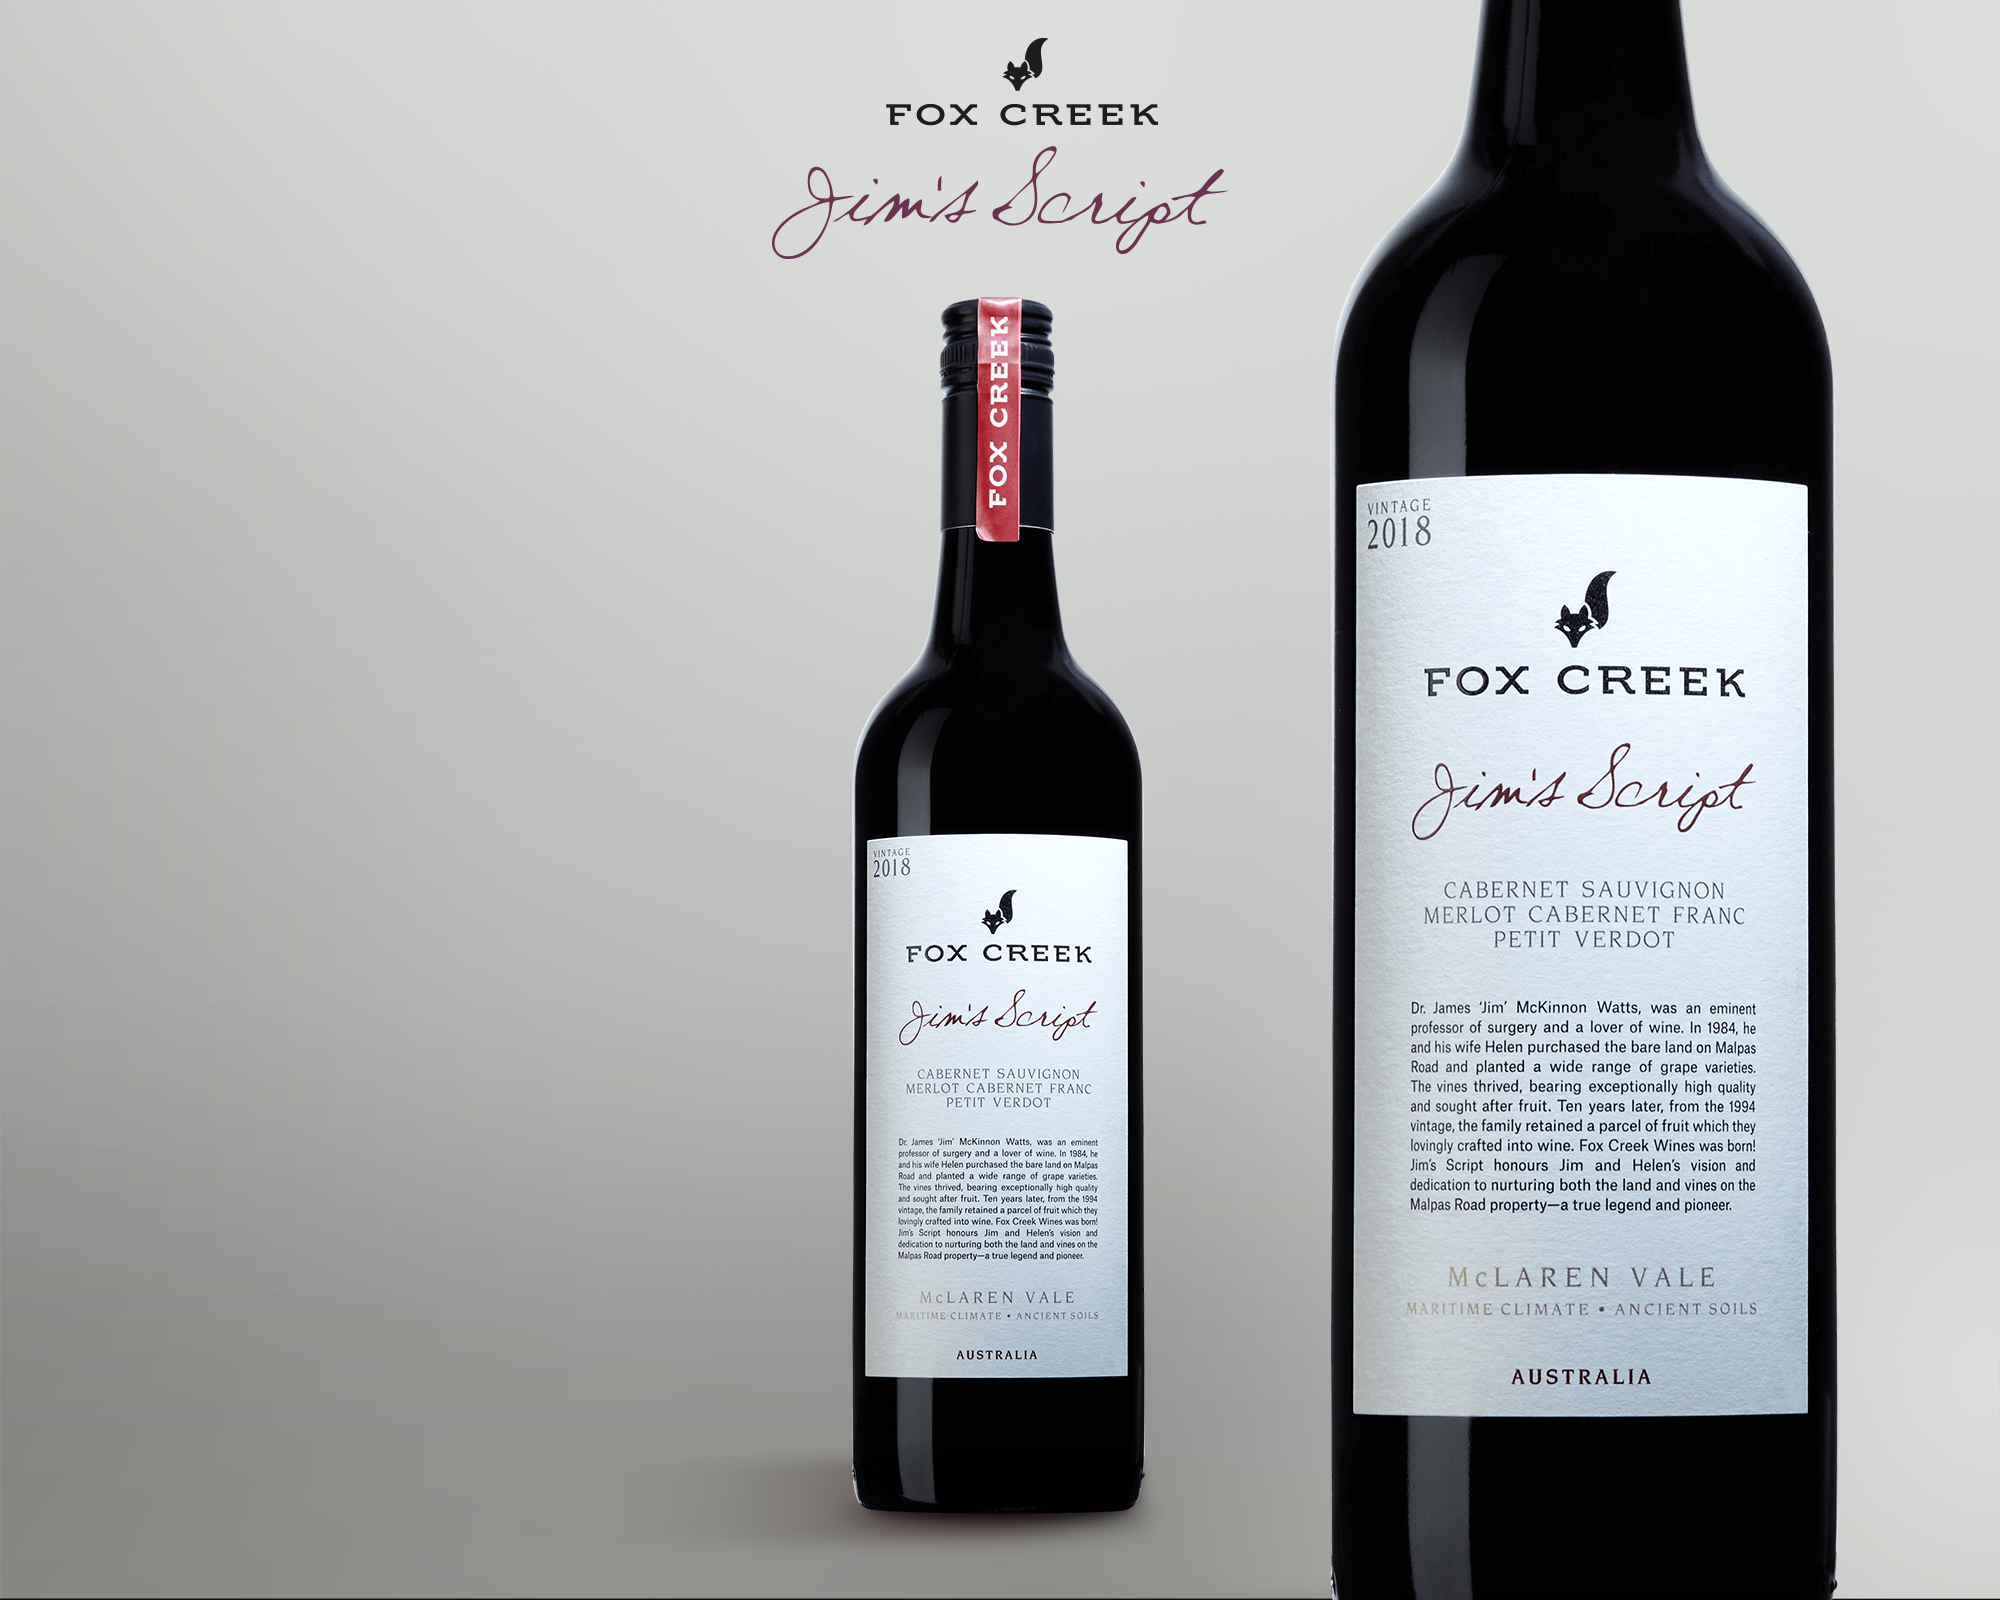 FOX CREEK
Jim's Script
FOX CREEK
VINTAGE
2018
FOX CREEK
Jim's Script
CABERNET SAUVIGNON
MERLOT CABERNET FRANC
PETIT VERDOT
Dr. James ‘Jim’ McKinnon Watts, was an eminent
professor of surgery and a lover of wine. In 1984, he
and his wife Helen purchased the bare land on Malpas
Road and planted a wide range of grape varieties.
The vines thrived, bearing exceptionally high quality
and sought after fruit. Ten years later, from the 1994
vintage, the family retained a parcel of fruit which they
lovingly crafted into wine. Fox Creek Wines was born!
Jim’s Script honours Jim and Helen’s vision and
dedication to nurturing both the land and vines on the
Malpas Road property—a true legend and pioneer.
McLAREN VALE
MARITIME CLIMATE • ANCIENT SOILS
AUSTRALIA
VINTAGE
2018
FOX CREEK
Jim's Script
CABERNET SAUVIGNON
MERLOT CABERNET FRANC
PETIT VERDOT
Dr. James ‘Jim’ McKinnon Watts, was an eminent
professor of surgery and a lover of wine. In 1984, he
and his wife Helen purchased the bare land on Malpas
Road and planted a wide range of grape varieties.
The vines thrived, bearing exceptionally high quality
and sought after fruit. Ten years later, from the 1994
vintage, the family retained a parcel of fruit which they
lovingly crafted into wine. Fox Creek Wines was born!
Jim’s Script honours Jim and Helen’s vision and
dedication to nurturing both the land and vines on the
Malpas Road property—a true legend and pioneer.
McLAREN VALE
MARITIME CLIMATE • ANCIENT SOILS
AUSTRALIA